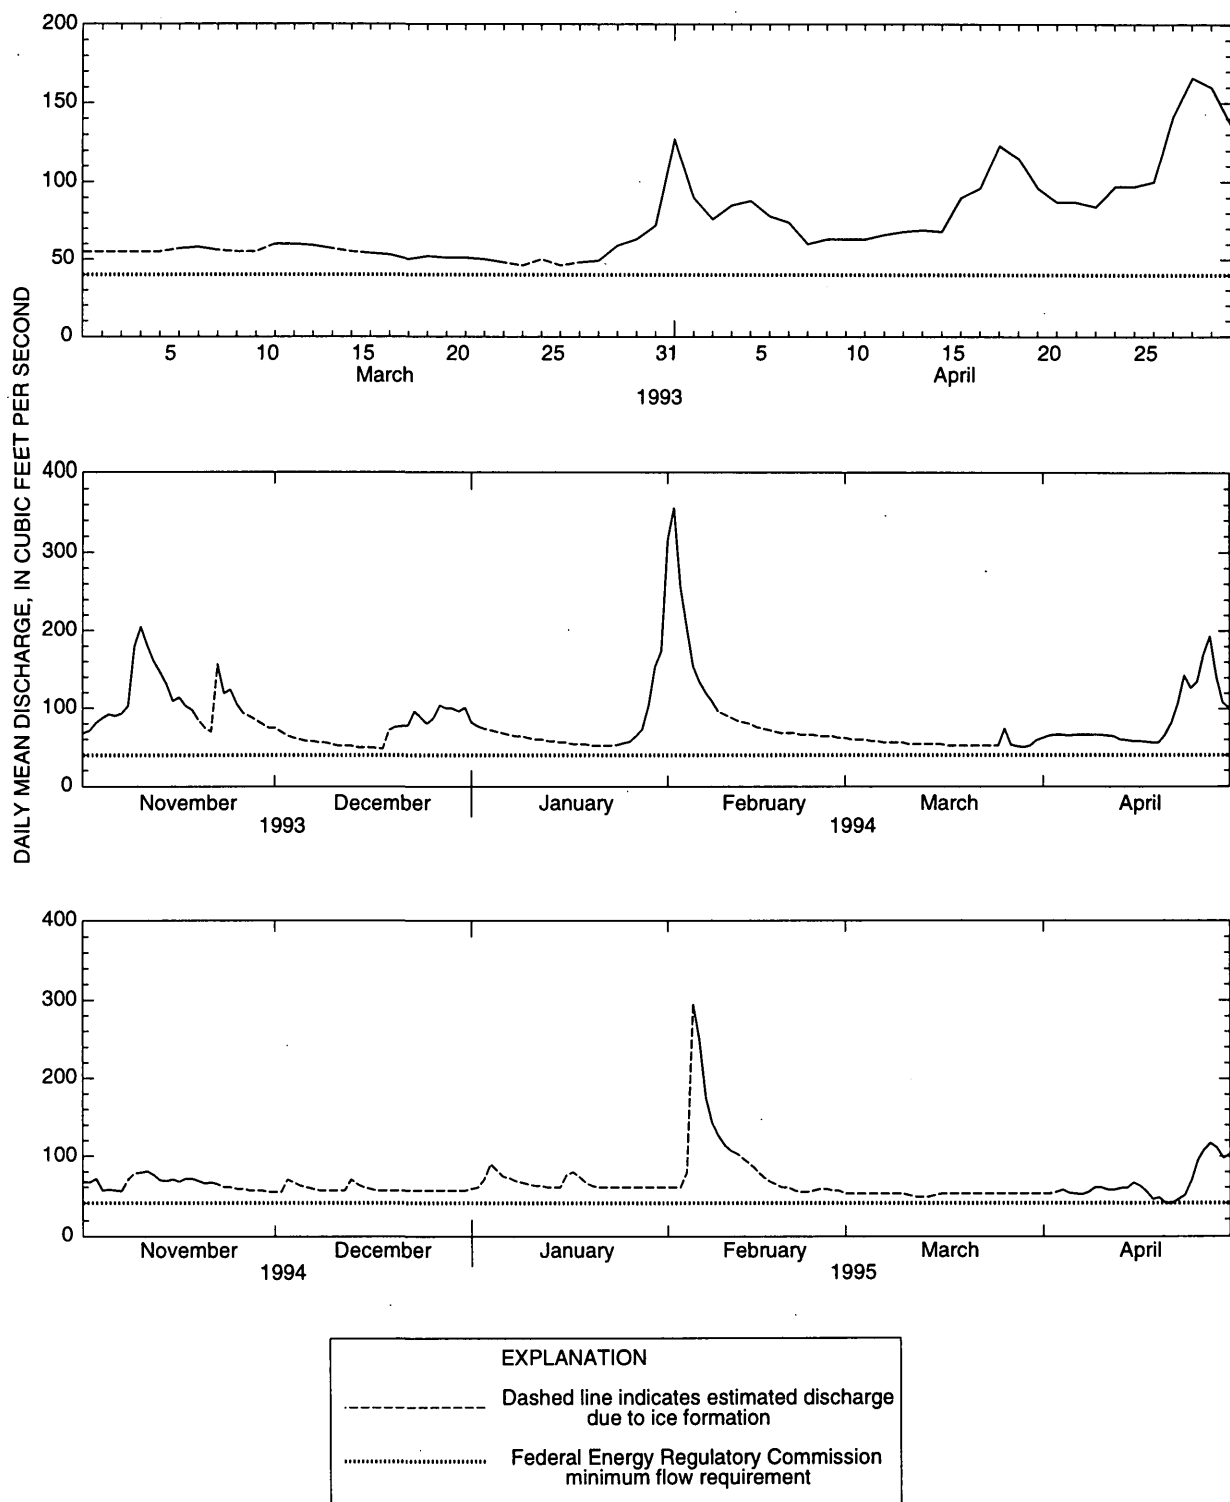 DAILY MEAN DISCHARGE, IN CUBIC FEET PER SECOND
200
150
100
50
0
5 10 15 20 25 31 5 10 15 20 25
March April
1993
400
300
200
100
0
November December January February March April
1993 1994
400
300
200
100
0
November December January February March April
1994 1995
EXPLANATION
Dashed line indicates estimated discharge
due to ice formation
Federal Energy Regulatory Commission
minimum flow requirement